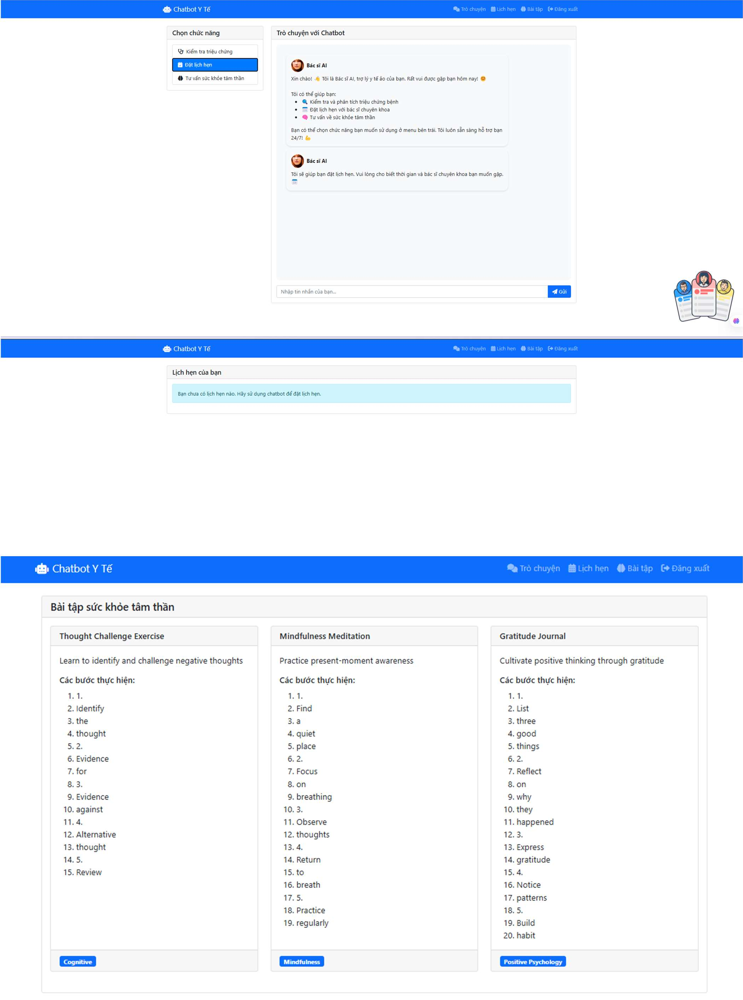 Chatbot Y Tế
Trò chuyện Lịch hẹn Bài tập Đăng xuất
Chọn chức năng
Kiểm tra triệu chứng
Đặt lịch hẹn
Tư vấn sức khỏe tâm thần
Trò chuyện với Chatbot
Bác sĩ AI
Xin chào! 👋 Tôi là Bác sĩ AI, trợ lý y tế ảo của bạn. Rất vui được gặp bạn hôm nay! 😊
Tôi có thể giúp bạn:
• 🔍 Kiểm tra và phân tích triệu chứng bệnh
• 📅 Đặt lịch hẹn với bác sĩ chuyên khoa
• 🧠 Tư vấn về sức khỏe tâm thần
Bạn có thể chọn chức năng bạn muốn sử dụng ở menu bên trái. Tôi luôn sẵn sàng hỗ trợ bạn
24/7! 💪
Bác sĩ AI
Tôi sẽ giúp bạn đặt lịch hẹn. Vui lòng cho biết thời gian và bác sĩ chuyên khoa bạn muốn gặp.
📅
Nhập tin nhắn của bạn...
Gửi
Chatbot Y Tế
Trò chuyện Lịch hẹn Bài tập Đăng xuất
Lịch hẹn của bạn
Bạn chưa có lịch hẹn nào. Hãy sử dụng chatbot để đặt lịch hẹn.
Chatbot Y Tế
Trò chuyện Lịch hẹn Bài tập Đăng xuất
Bài tập sức khỏe tâm thần
Thought Challenge Exercise
Learn to identify and challenge negative thoughts
Các bước thực hiện:
1. 1.
2. Identify
3. the
4. thought
5. 2.
6. Evidence
7. for
8. 3.
9. Evidence
10. against
11. 4.
12. Alternative
13. thought
14. 5.
15. Review
Cognitive
Mindfulness Meditation
Practice present-moment awareness
Các bước thực hiện:
1. 1.
2. Find
3. a
4. quiet
5. place
6. 2.
7. Focus
8. on
9. breathing
10. 3.
11. Observe
12. thoughts
13. 4.
14. Return
15. to
16. breath
17. 5.
18. Practice
19. regularly
Mindfulness
Gratitude Journal
Cultivate positive thinking through gratitude
Các bước thực hiện:
1. 1.
2. List
3. three
4. good
5. things
6. 2.
7. Reflect
8. on
9. why
10. they
11. happened
12. 3.
13. Express
14. gratitude
15. 4.
16. Notice
17. patterns
18. 5.
19. Build
20. habit
Positive Psychology